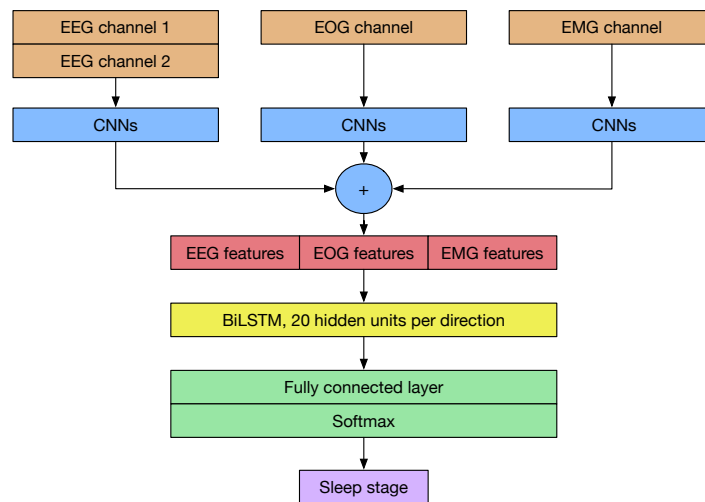 EEG channel 1
EEG channel 2
EOG channel
EMG channel
CNNs
CNNs
CNNs
+
EEG features
EOG features
EMG features
BiLSTM, 20 hidden units per direction
Fully connected layer
Softmax
Sleep stage